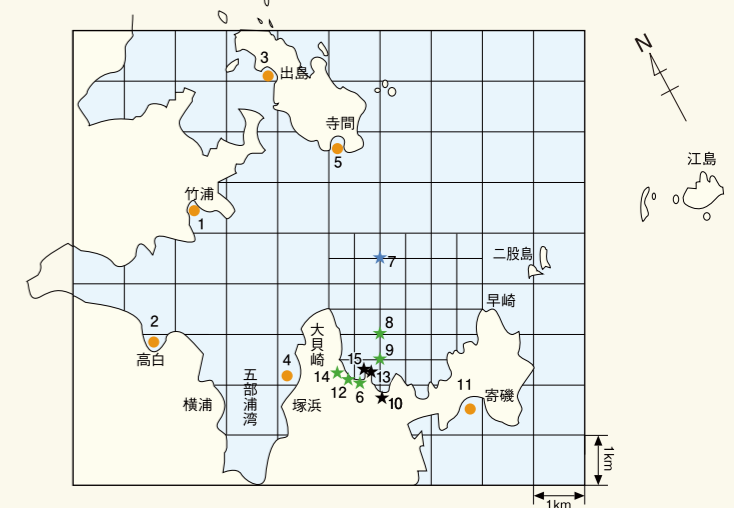 N
3
出島
寺間
5
江島
竹浦
1
二股島
7
早崎
2
高白
大貝崎
8
9
15
4
14
13
11
12
6
10
寄磯
横浦
五部浦湾
塚浜
1km
1km